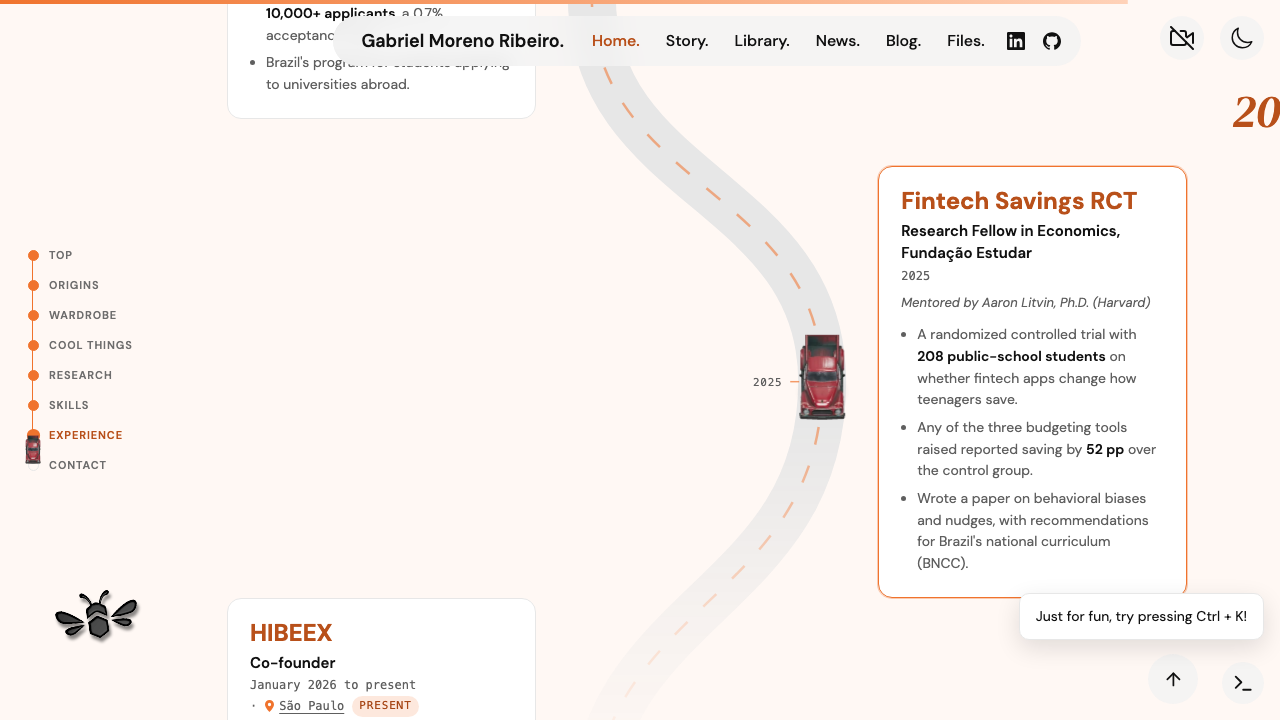 10,000+ applicants, a 0.7%
acceptance
Brazil's program for students applying
to universities abroad.
Gabriel Moreno Ribeiro.
Home.
Story.
Library.
News.
Blog.
Files.
20
TOP
ORIGINS
WARDROBE
COOL THINGS
RESEARCH
SKILLS
EXPERIENCE
CONTACT
2025
Fintech Savings RCT
Research Fellow in Economics,
Fundação Estudar
2025
Mentored by Aaron Litvin, Ph.D. (Harvard)
A randomized controlled trial with
208 public-school students on
whether fintech apps change how
teenagers save.
Any of the three budgeting tools
raised reported saving by 52 pp over
the control group.
Wrote a paper on behavioral biases
and nudges, with recommendations
for Brazil's national curriculum
(BNCC).
HIBEEX
Co-founder
January 2026 to present
· São Paulo PRESENT
Just for fun, try pressing Ctrl + K!